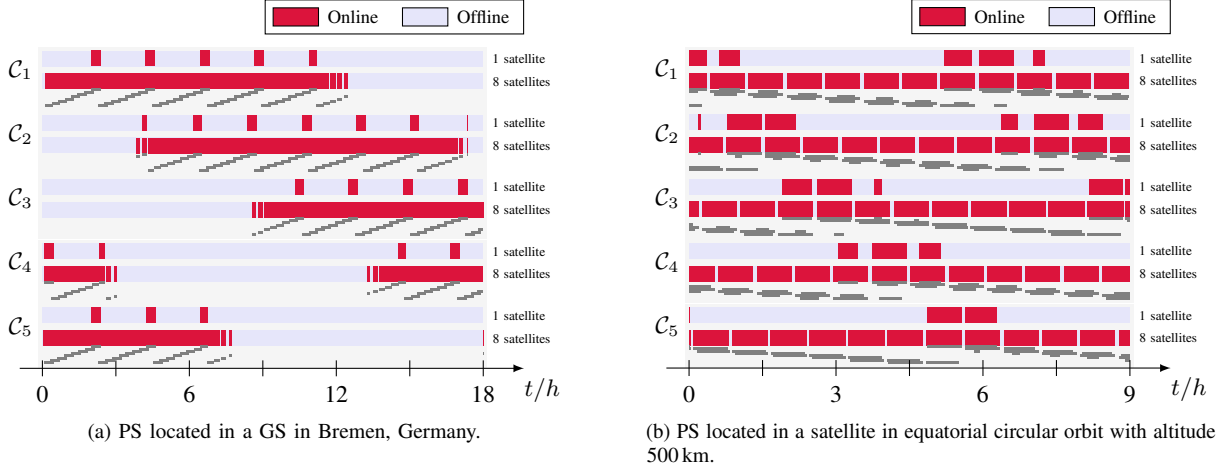 Online Offline
C1 1 satellite
8 satellites
C2 1 satellite
8 satellites
C3 1 satellite
8 satellites
C4 1 satellite
8 satellites
C5 1 satellite
8 satellites
0 6 12 18 t/h
(a) PS located in a GS in Bremen, Germany.
Online Offline
C1 1 satellite
8 satellites
C2 1 satellite
8 satellites
C3 1 satellite
8 satellites
C4 1 satellite
8 satellites
C5 1 satellite
8 satellites
0 3 6 9 t/h
(b) PS located in a satellite in equatorial circular orbit with altitude
500 km.